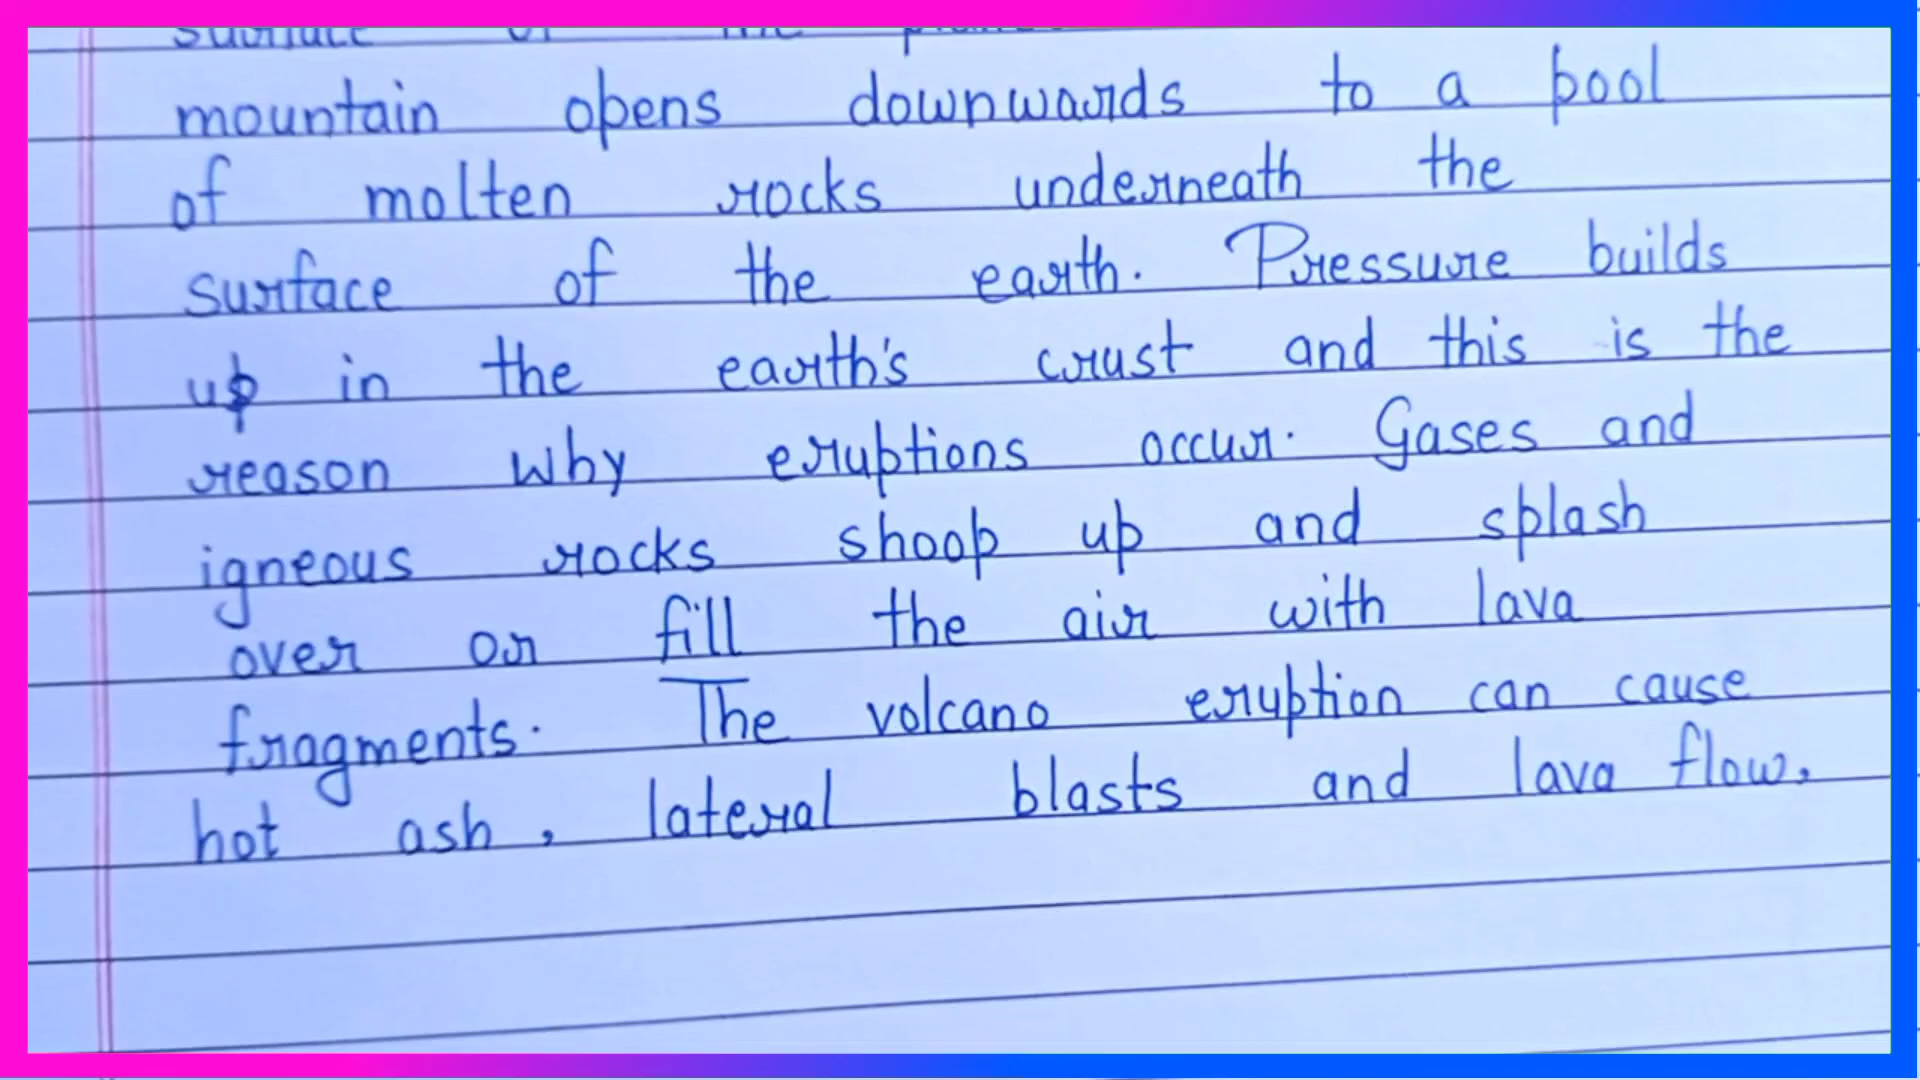 mountain opens downwards to a pool
of molten rocks underneath the
surface of the earth. Pressure builds
up in the earth's crust and this is the
reason why eruptions occur. Gases and
igneous rocks shoop up and splash
over or fill the air with lava
fragments. The volcano eruption can cause
hot ash, lateral blasts and lava flow.